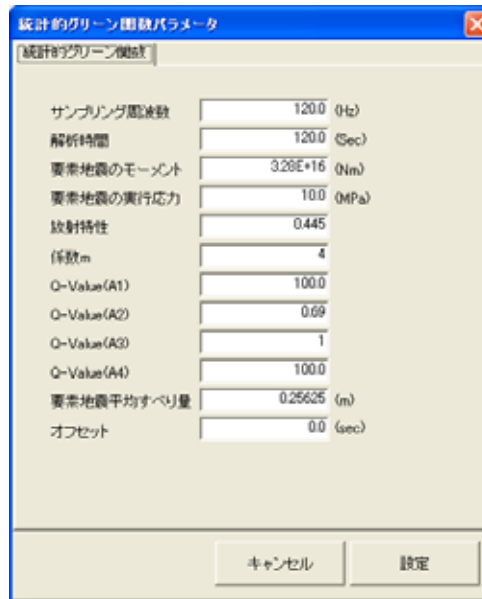 統計的グリーン関数パラメータ
統計的グリーン関数
サンプリング周波数 120.0 (Hz)
解析時間 120.0 (Sec)
要素地震のモーメント 3.28E+16 (Nm)
要素地震の実行応力 10.0 (MPa)
放射特性 0.445
係数m 4
Q-Value(A1) 100.0
Q-Value(A2) 0.69
Q-Value(A3) 1
Q-Value(A4) 100.0
要素地震平均すべり量 0.25625 (m)
オフセット 0.0 (sec)
キャンセル 設定